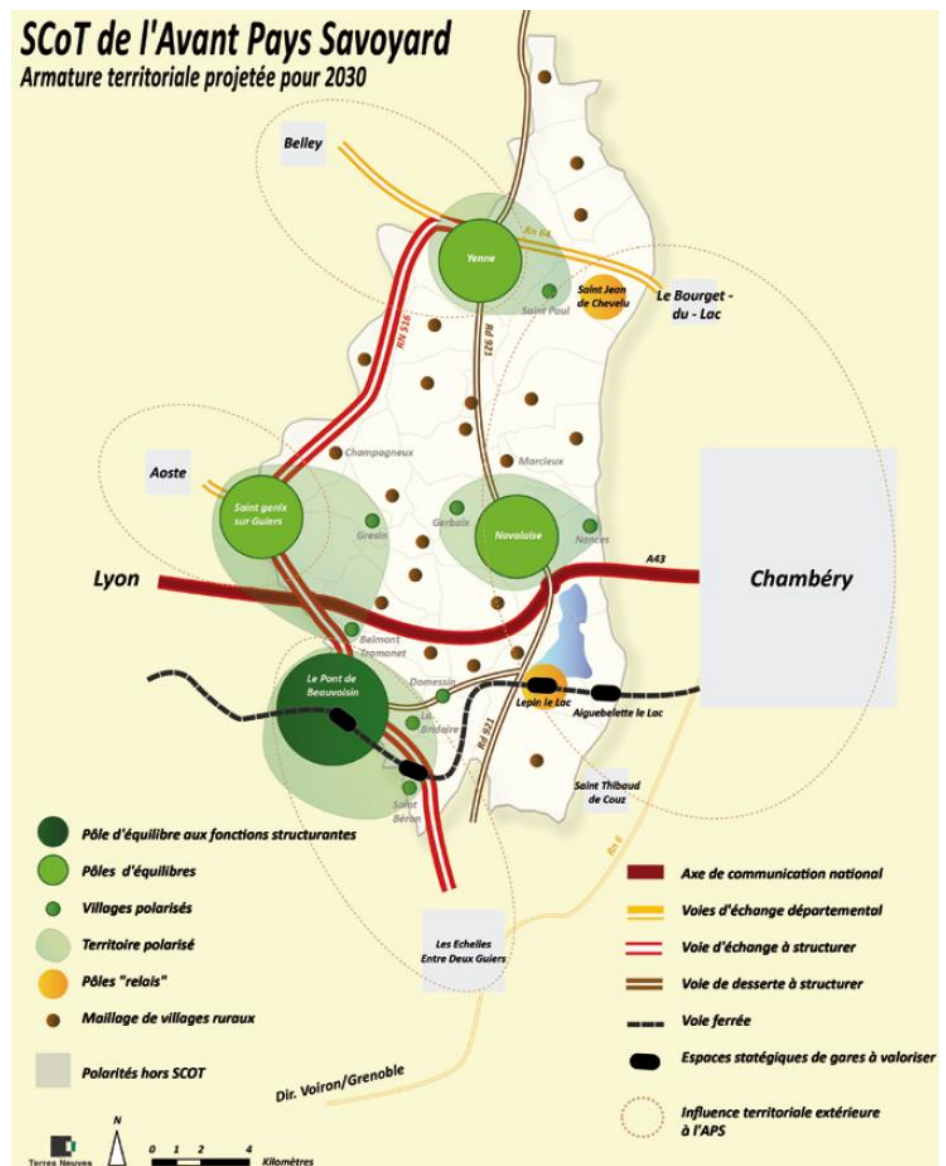 SCoT de l'Avant Pays Savoyard
Armature territoriale projetée pour 2030
Belley
Yenne
Rn 64
Saint Jean
de Chevelu
Le Bourget -
du - Lac
Saint Paul
RN 516
Rd 921
Champagneux
Marcieux
Aoste
Saint genix
sur Guiers
Gresin
Gerbaix
Novalaise
Nances
A43
Lyon
Chambéry
Belmont
Tramonet
Le Pont de
Beauvoisin
Domessin
La
Bridoire
Lepin le Lac
Aiguebelette le Lac
Rd 921
Saint
Béron
Saint Thibaud
de Couz
Rn 6
Les Echelles
Entre Deux Guiers
Dir. Voiron/Grenoble
Pôle d'équilibre aux fonctions structurantes
Pôles d'équilibres
Villages polarisés
Territoire polarisé
Pôles "relais"
Maillage de villages ruraux
Polarités hors SCOT
Axe de communication national
Voies d'échange départemental
Voie d'échange à structurer
Voie de desserte à structurer
Voie ferrée
Espaces statégiques de gares à valoriser
Influence territoriale extérieure
à l'APS
Terres Neuves
N
0 1 2 4
Kilomètres